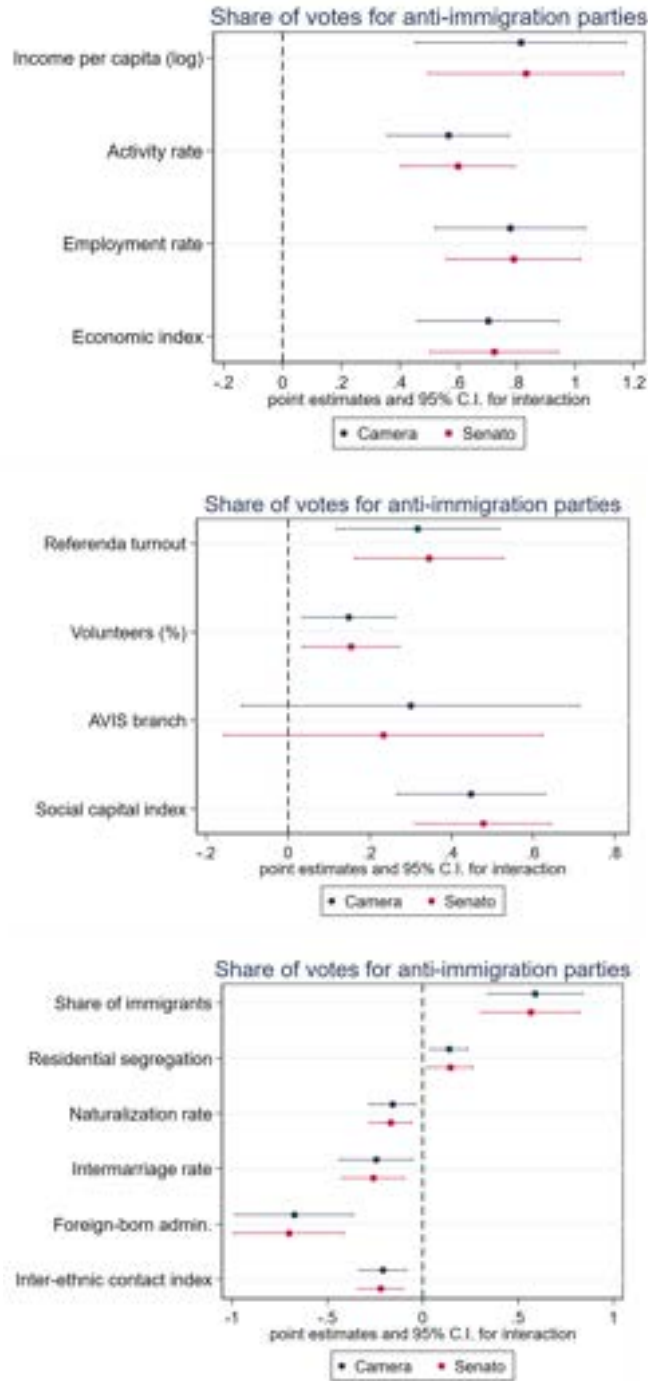 Share of votes for anti-immigration parties
Income per capita (log)
Activity rate
Employment rate
Economic index
-.2 0 .2 .4 .6 .8 1 1.2
point estimates and 95% C.I. for interaction
Camera Senato
Share of votes for anti-immigration parties
Referenda turnout
Volunteers (%)
AVIS branch
Social capital index
-.2 0 .2 .4 .6 .8
point estimates and 95% C.I. for interaction
Camera Senato
Share of votes for anti-immigration parties
Share of immigrants
Residential segregation
Naturalization rate
Intermarriage rate
Foreign-born admin.
Inter-ethnic contact index
-1 -.5 0 .5 1
point estimates and 95% C.I. for interaction
Camera Senato